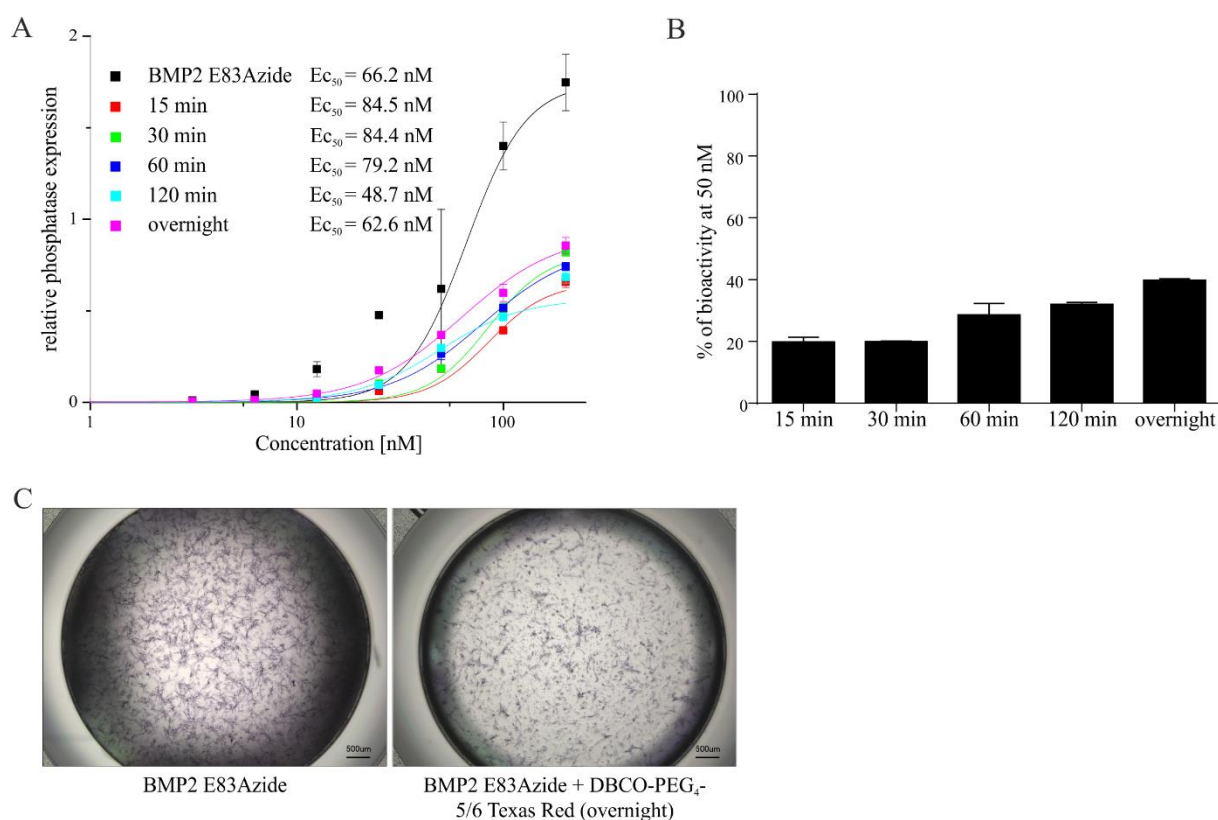 A
relative phosphatase expression
2
1
0
BMP2 E83Azide Ec₅₀ = 66.2 nM
15 min Ec₅₀ = 84.5 nM
30 min Ec₅₀ = 84.4 nM
60 min Ec₅₀ = 79.2 nM
120 min Ec₅₀ = 48.7 nM
overnight Ec₅₀ = 62.6 nM
1 10 100
Concentration [nM]
B
% of bioactivity at 50 nM
100
80
60
40
20
0
15 min 30 min 60 min 120 min overnight
C
500um
500um
BMP2 E83Azide
BMP2 E83Azide + DBCO-PEG₄-
5/6 Texas Red (overnight)